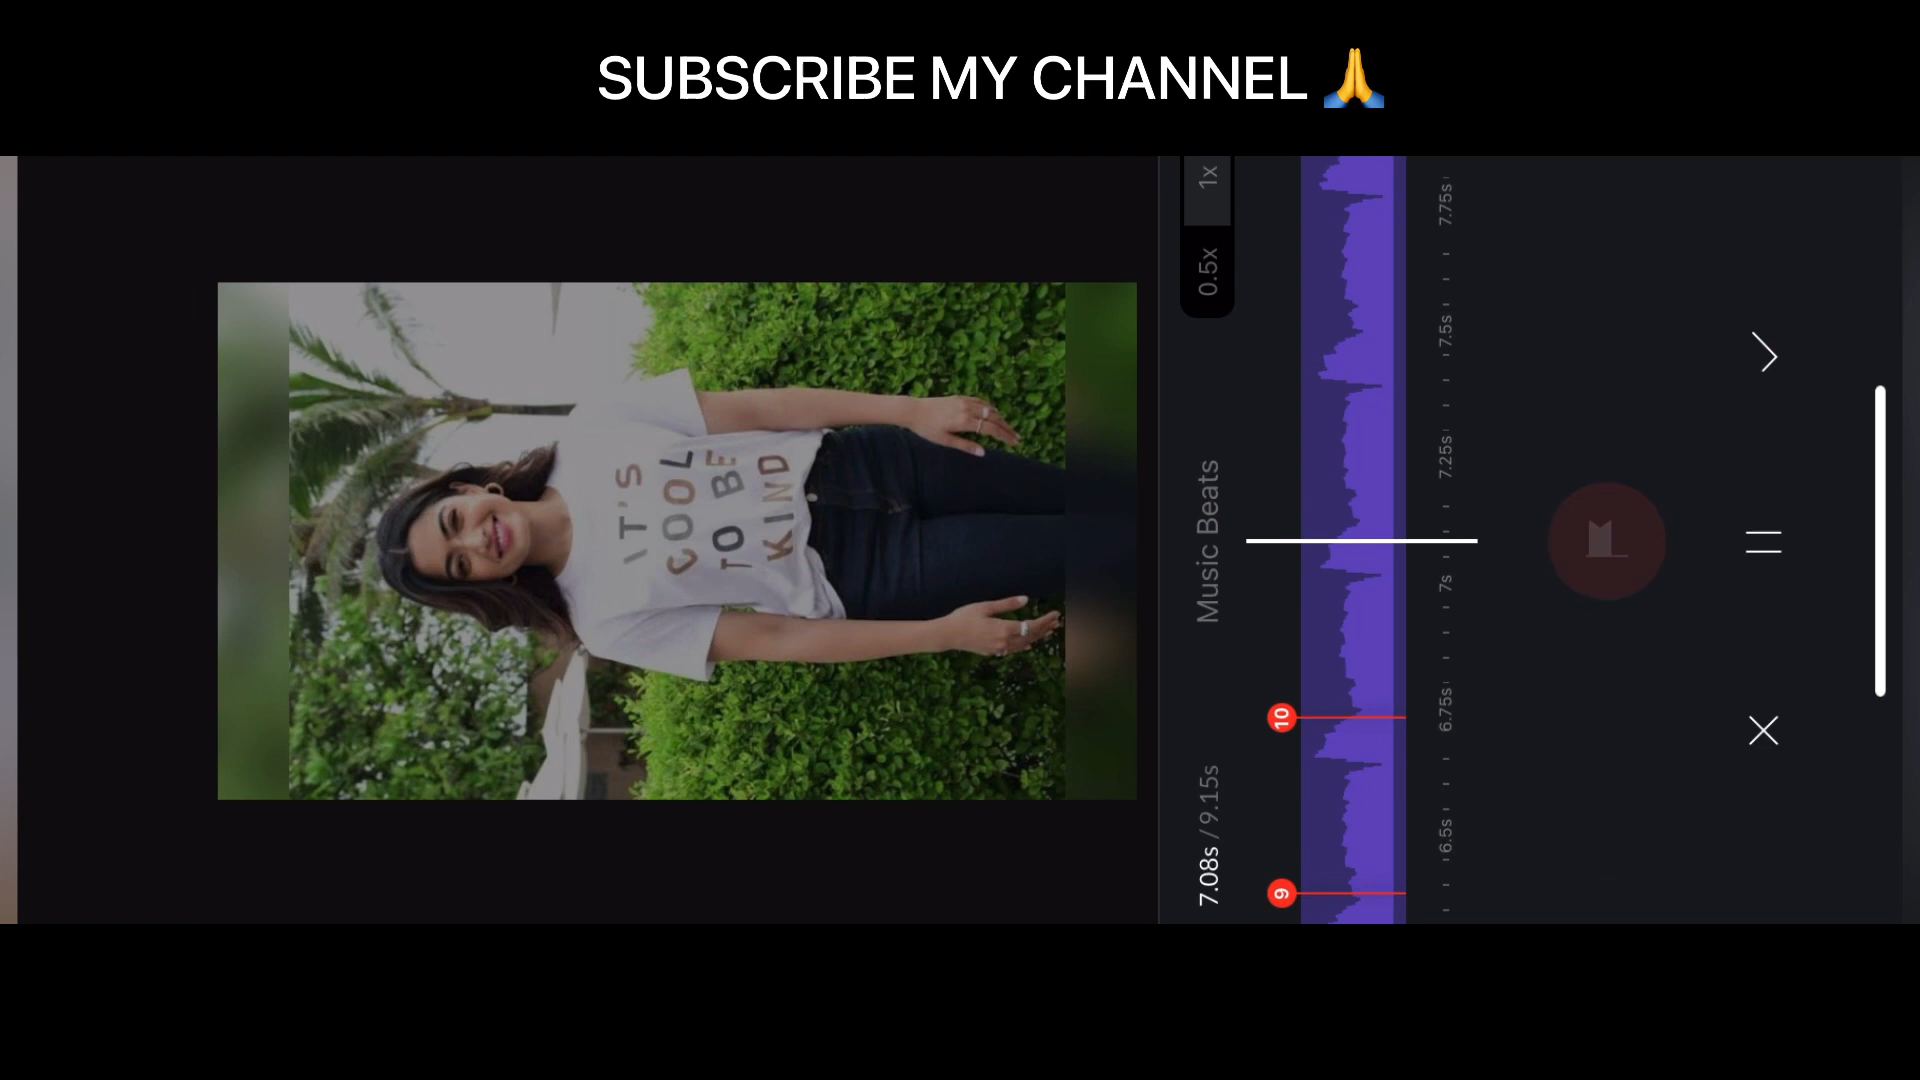 SUBSCRIBE MY CHANNEL 🙏
IT'S
COOL
TO BE
KIND
7.08s / 9.15s
Music Beats
0.5x
1x
9
10
6.5s
6.75s
7s
7.25s
7.5s
7.75s